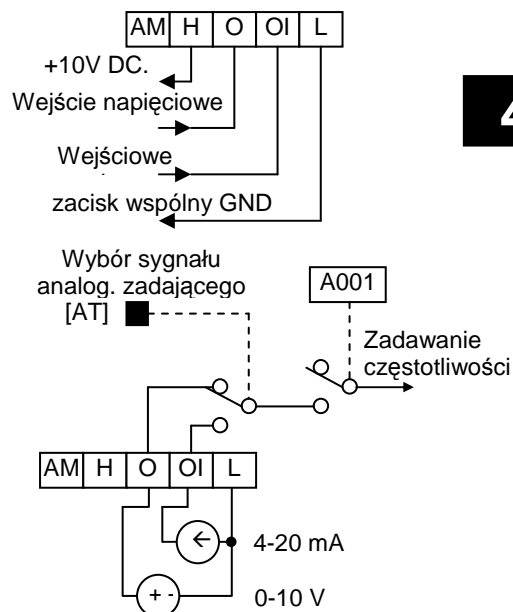 AM H O OI L
+10V DC.
Wejście napięciowe
4
Wejściowe
zacisk wspólny GND
Wybór sygnału
analog. zadającego
[AT]
A001
Zadawanie
częstotliwości
AM H O OI L
4-20 mA
+ -
0-10 V